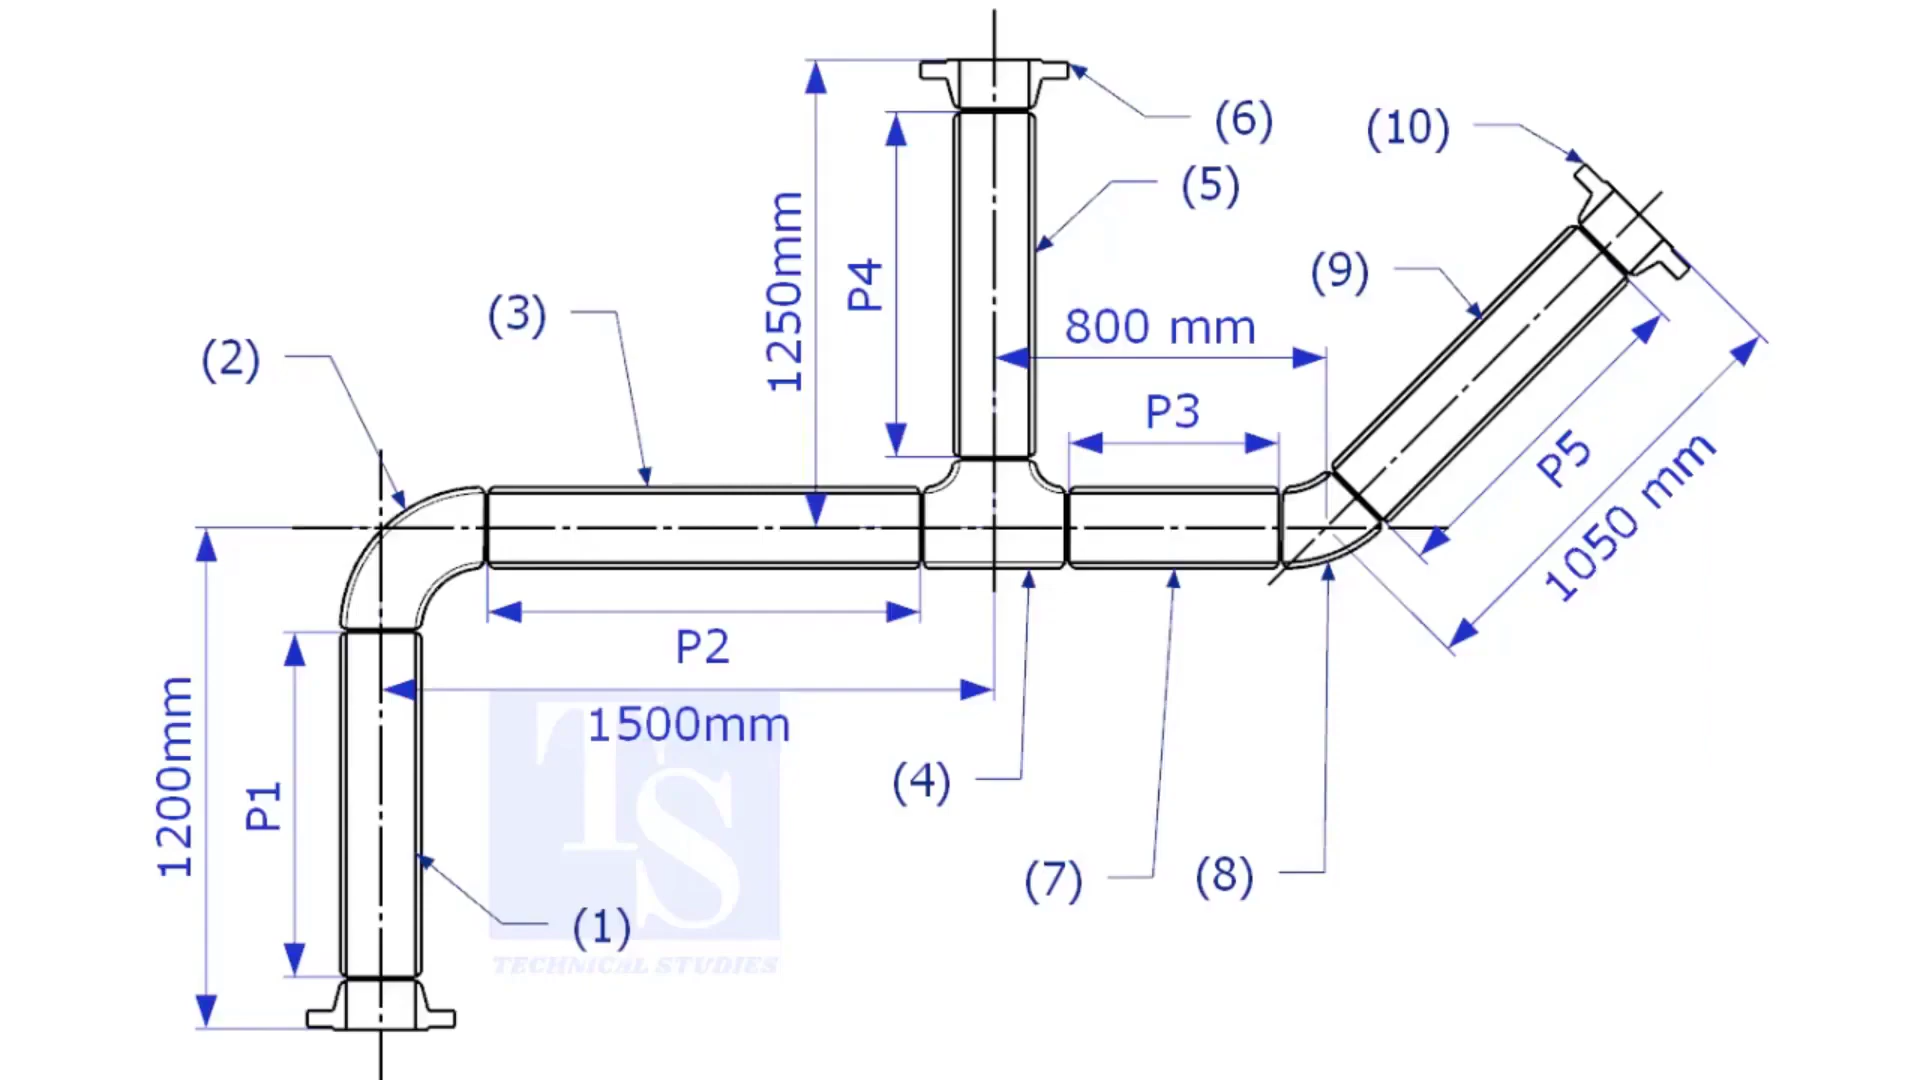 (6)
(10)
(5)
1250mm
P4
(9)
(3)
800 mm
(2)
P3
P5
1050 mm
P2
1500mm
1200mm
P1
(4)
(7)
(8)
(1)
TS
TECHNICAL STUDIES